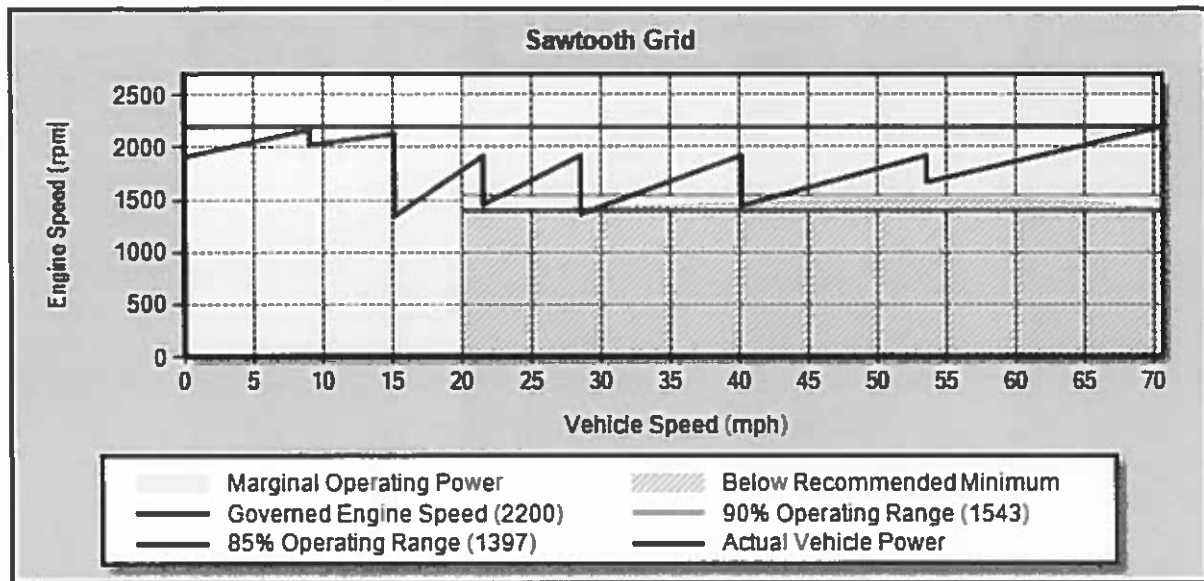 Sawtooth Grid
Engine Speed (rpm)
2500
2000
1500
1000
500
0
0 5 10 15 20 25 30 35 40 45 50 55 60 65 70
Vehicle Speed (mph)
Marginal Operating Power Below Recommended Minimum
Governed Engine Speed (2200) 90% Operating Range (1543)
85% Operating Range (1397) Actual Vehicle Power